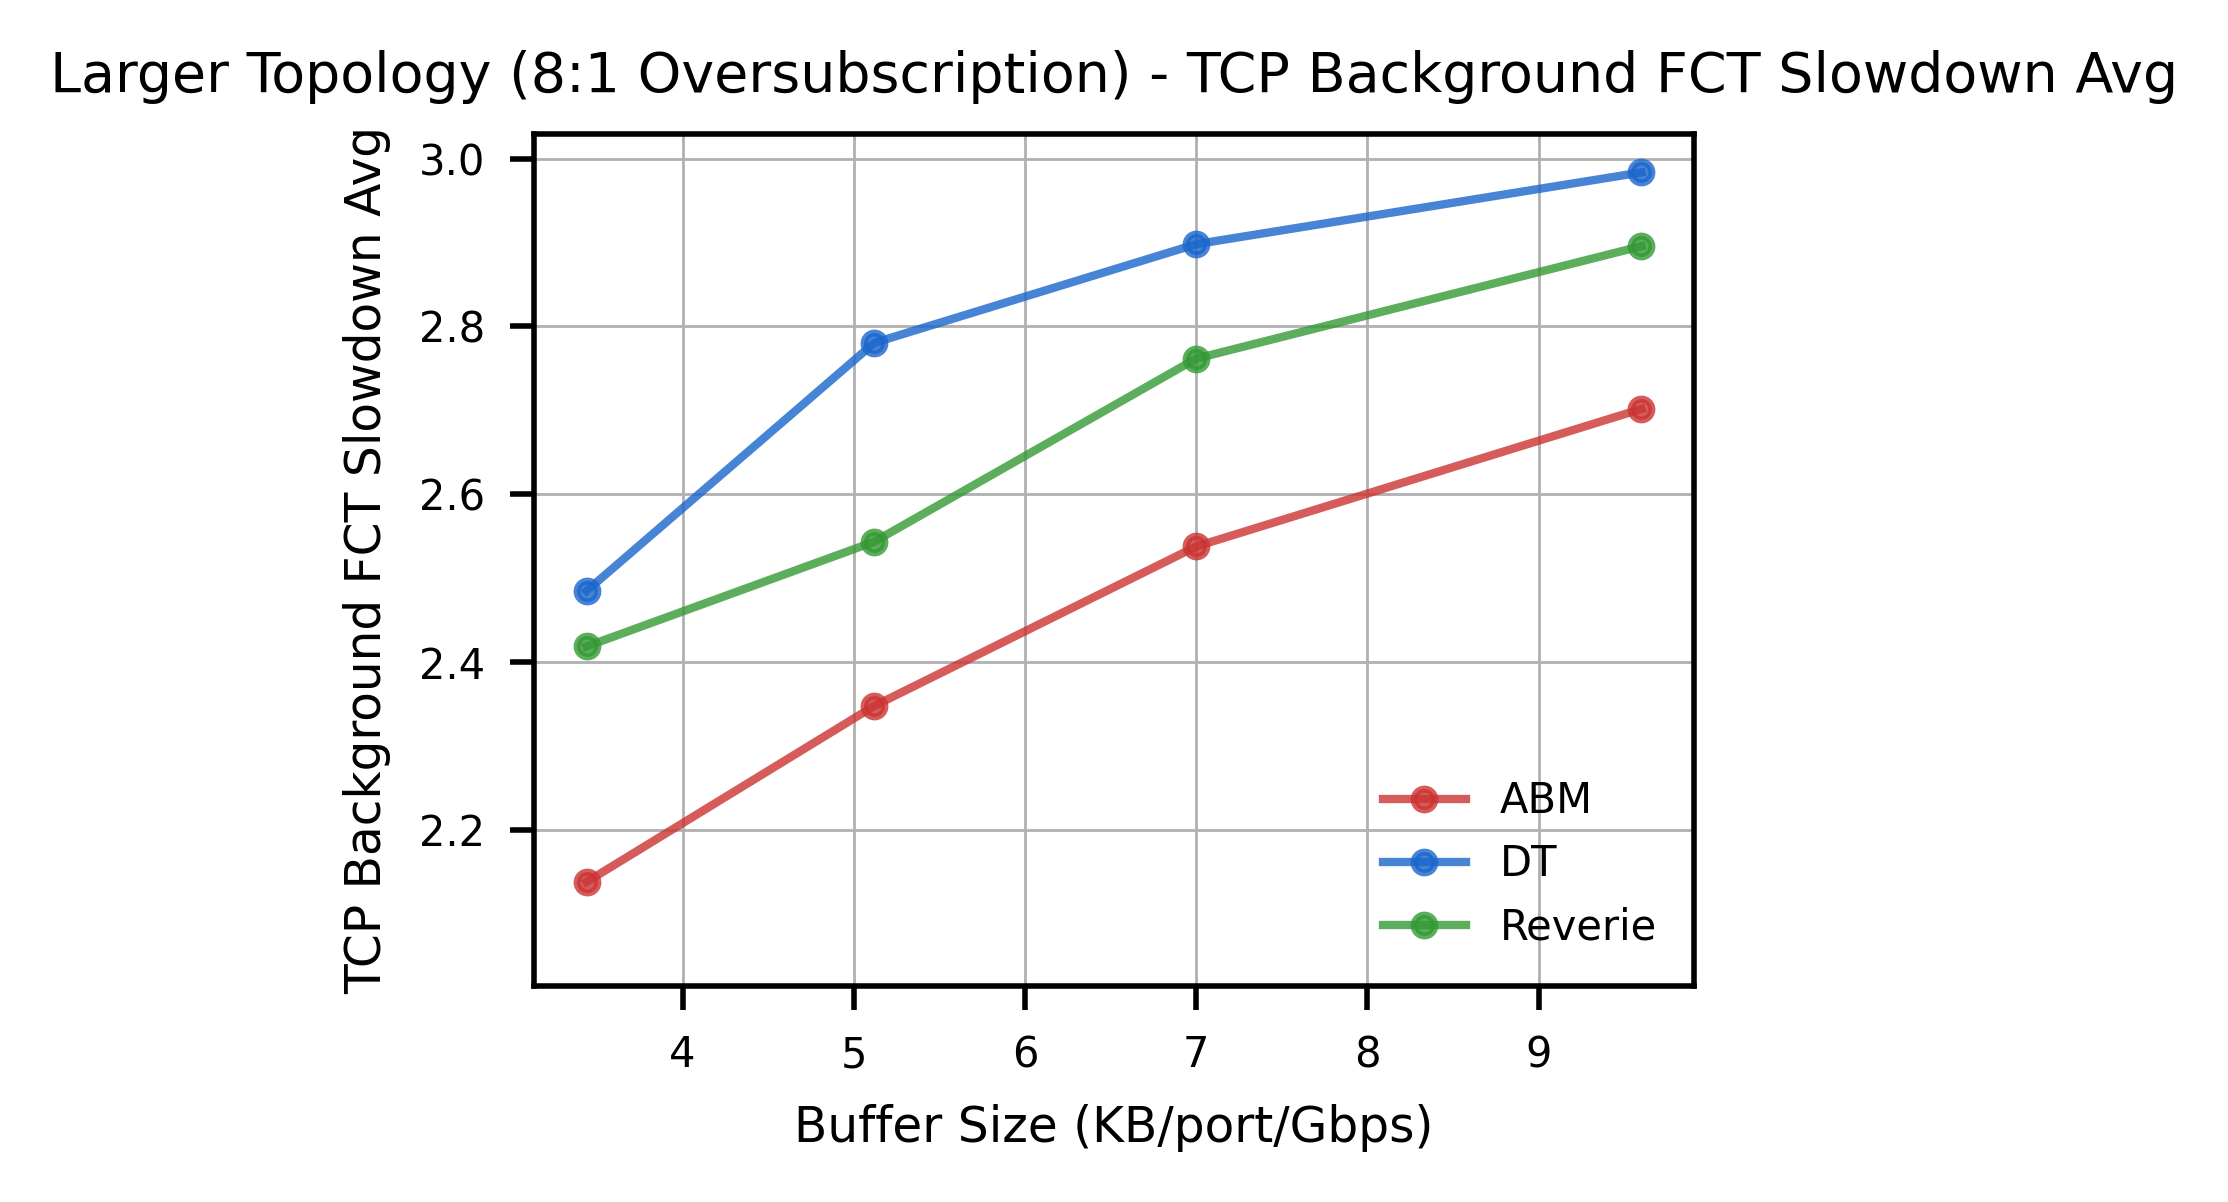 Larger Topology (8:1 Oversubscription) - TCP Background FCT Slowdown Avg
TCP Background FCT Slowdown Avg
3.0
2.8
2.6
2.4
2.2
ABM
DT
Reverie
4 5 6 7 8 9
Buffer Size (KB/port/Gbps)